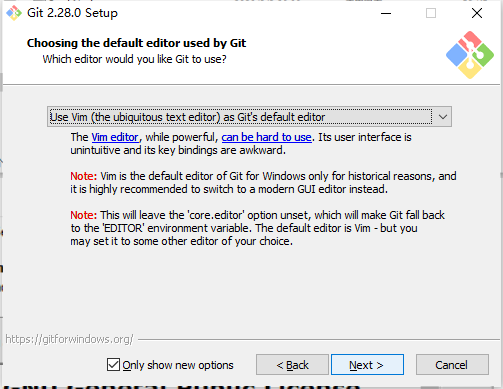 Git 2.28.0 Setup
Choosing the default editor used by Git
Which editor would you like Git to use?
Use Vim (the ubiquitous text editor) as Git's default editor
The Vim editor, while powerful, can be hard to use. Its user interface is
unintuitive and its key bindings are awkward.
Note: Vim is the default editor of Git for Windows only for historical reasons, and
it is highly recommended to switch to a modern GUI editor instead.
Note: This will leave the 'core.editor' option unset, which will make Git fall back
to the 'EDITOR' environment variable. The default editor is Vim - but you
may set it to some other editor of your choice.
https://gitforwindows.org/
Only show new options
< Back
Next >
Cancel